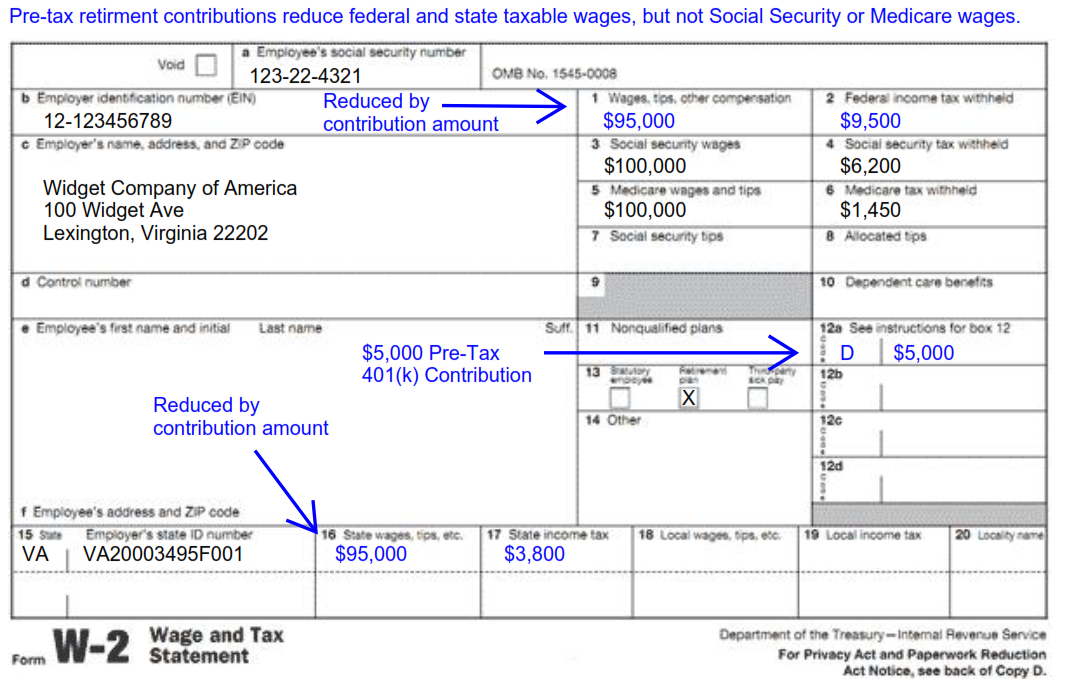 Pre-tax retirment contributions reduce federal and state taxable wages, but not Social Security or Medicare wages.
Void
a Employee's social security number
123-22-4321
OMB No. 1545-0008
b Employer identification number (EIN)
12-123456789
Reduced by
contribution amount
1 Wages, tips, other compensation
$95,000
2 Federal income tax withheld
$9,500
c Employer's name, address, and ZIP code
Widget Company of America
100 Widget Ave
Lexington, Virginia 22202
3 Social security wages
$100,000
4 Social security tax withheld
$6,200
5 Medicare wages and tips
$100,000
6 Medicare tax withheld
$1,450
7 Social security tips
8 Allocated tips
d Control number
9
10 Dependent care benefits
e Employee's first name and initial Last name Suff.
$5,000 Pre-Tax
401(k) Contribution
Reduced by
contribution amount
11 Nonqualified plans
12a See instructions for box 12
Code
D $5,000
13 Statutory employee Retirement plan Third-party sick pay
X
12b
Code
14 Other
12c
Code
12d
Code
f Employee's address and ZIP code
15 State Employer's state ID number
VA VA20003495F001
16 State wages, tips, etc.
$95,000
17 State income tax
$3,800
18 Local wages, tips, etc.
19 Local income tax
20 Locality name
Form W-2 Wage and Tax
Statement
Department of the Treasury—Internal Revenue Service
For Privacy Act and Paperwork Reduction
Act Notice, see back of Copy D.